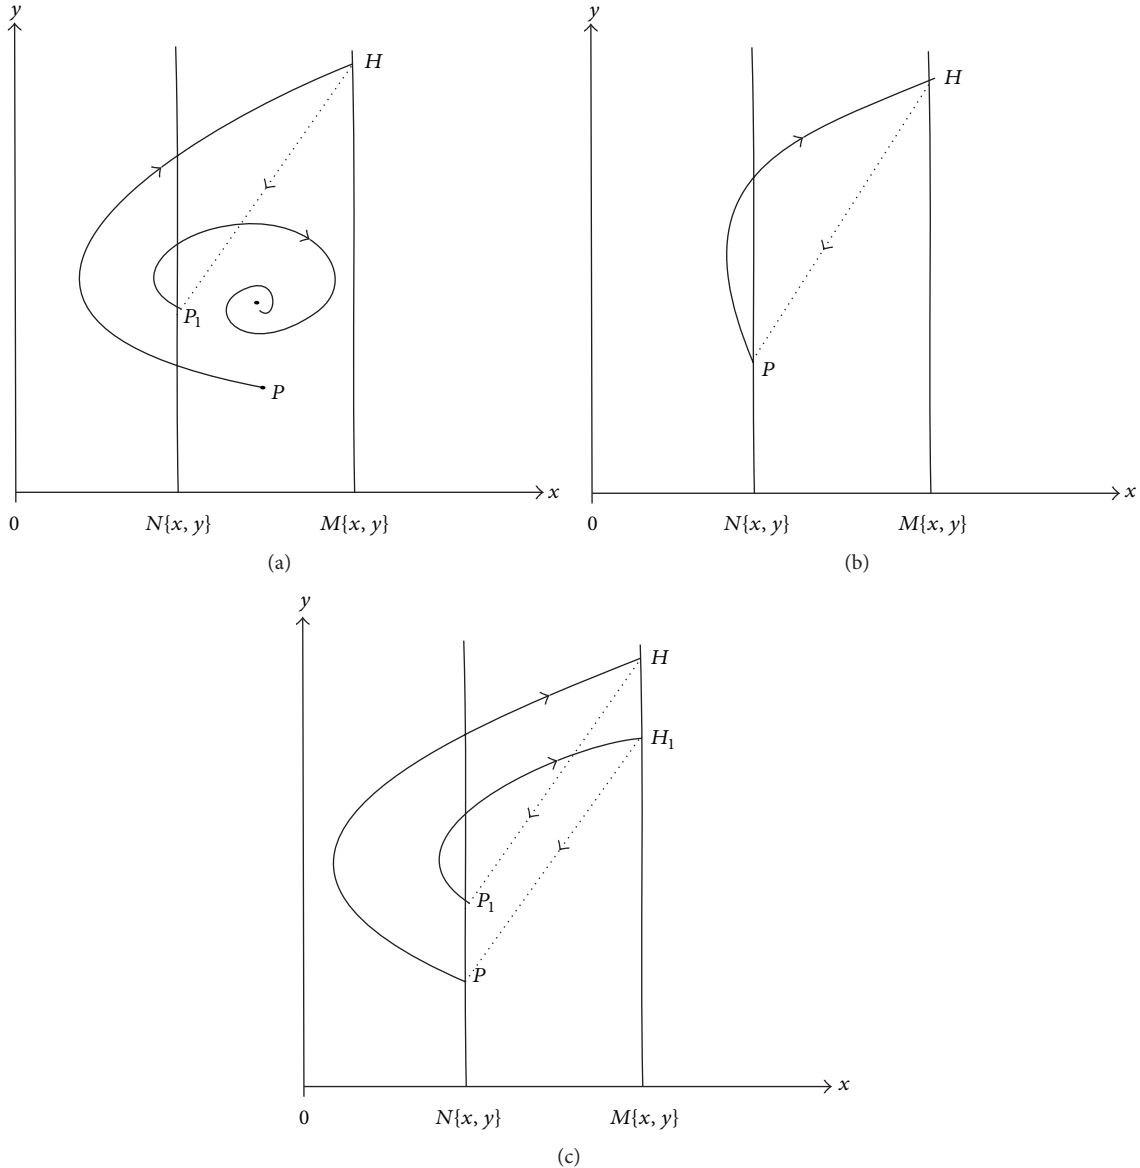 y
H
P1
P
x
0
N{x, y}
M{x, y}
(a)
y
H
P
x
0
N{x, y}
M{x, y}
(b)
y
H
H1
P1
P
x
0
N{x, y}
M{x, y}
(c)